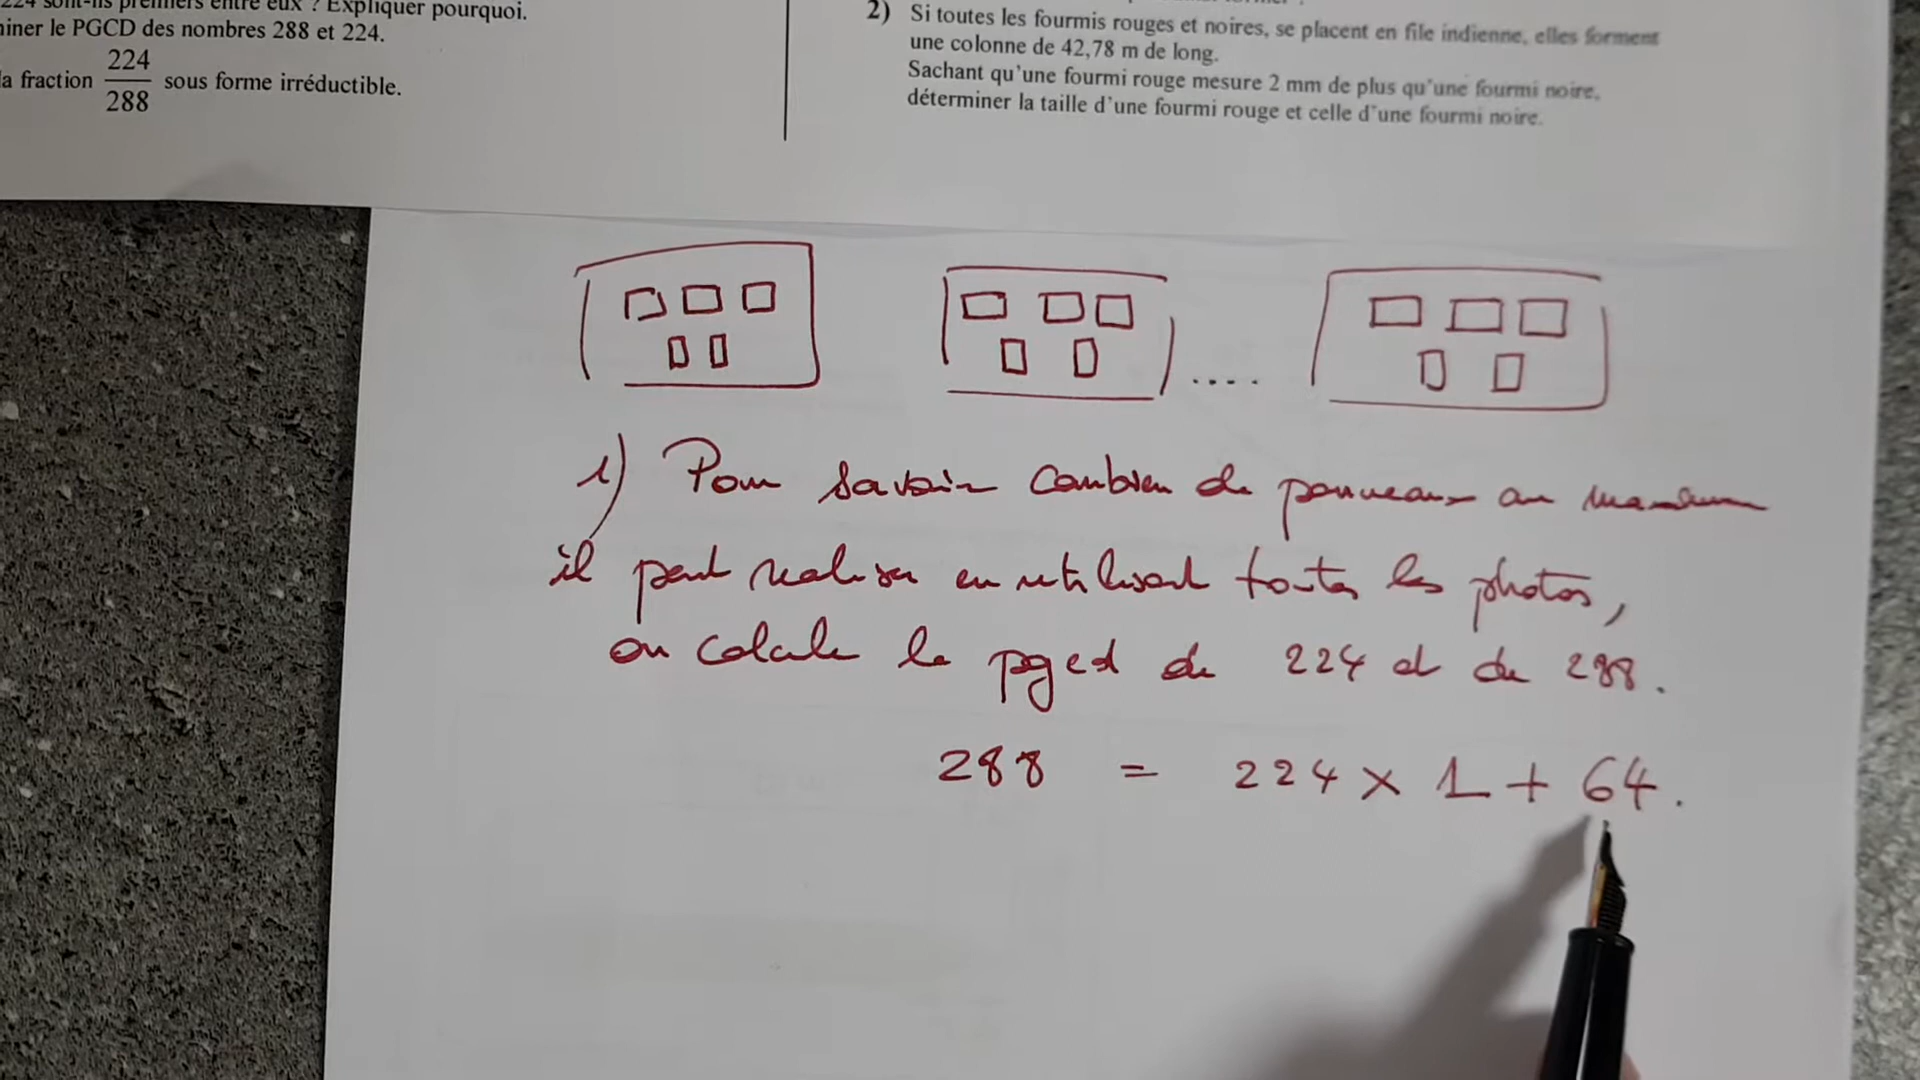 224 sont-ils premiers entre eux ? Expliquer pourquoi.
iner le PGCD des nombres 288 et 224.
la fraction 224/288 sous forme irréductible.
2) Si toutes les fourmis rouges et noires, se placent en file indienne, elles forment
une colonne de 42,78 m de long.
Sachant qu'une fourmi rouge mesure 2 mm de plus qu'une fourmi noire,
déterminer la taille d'une fourmi rouge et celle d'une fourmi noire.
1) Pour savoir combien de panneaux au maximum
il peut realiser en utilisant toutes les photos,
on calcule le pgcd de 224 et de 288.
288 = 224 × 1 + 64.